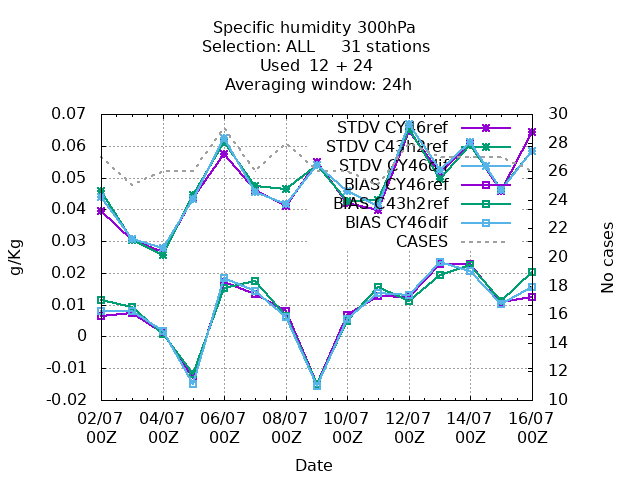 Specific humidity 300hPa
Selection: ALL 31 stations
Used 12 + 24
Averaging window: 24h
0.07
0.06
0.05
0.04
0.03
0.02
0.01
0
-0.01
-0.02
g/Kg
30
28
26
24
22
20
18
16
14
12
10
No cases
STDV CY46ref
STDV C43h2ref
STDV CY46dif
BIAS CY46ref
BIAS C43h2ref
BIAS CY46dif
CASES
02/07 04/07 06/07 08/07 10/07 12/07 14/07 16/07
00Z 00Z 00Z 00Z 00Z 00Z 00Z 00Z
Date